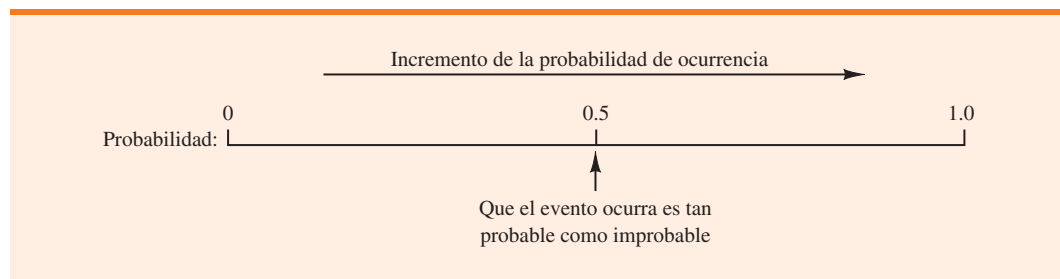 Incremento de la probabilidad de ocurrencia
0 0.5 1.0
Probabilidad:
Que el evento ocurra es tan
probable como improbable